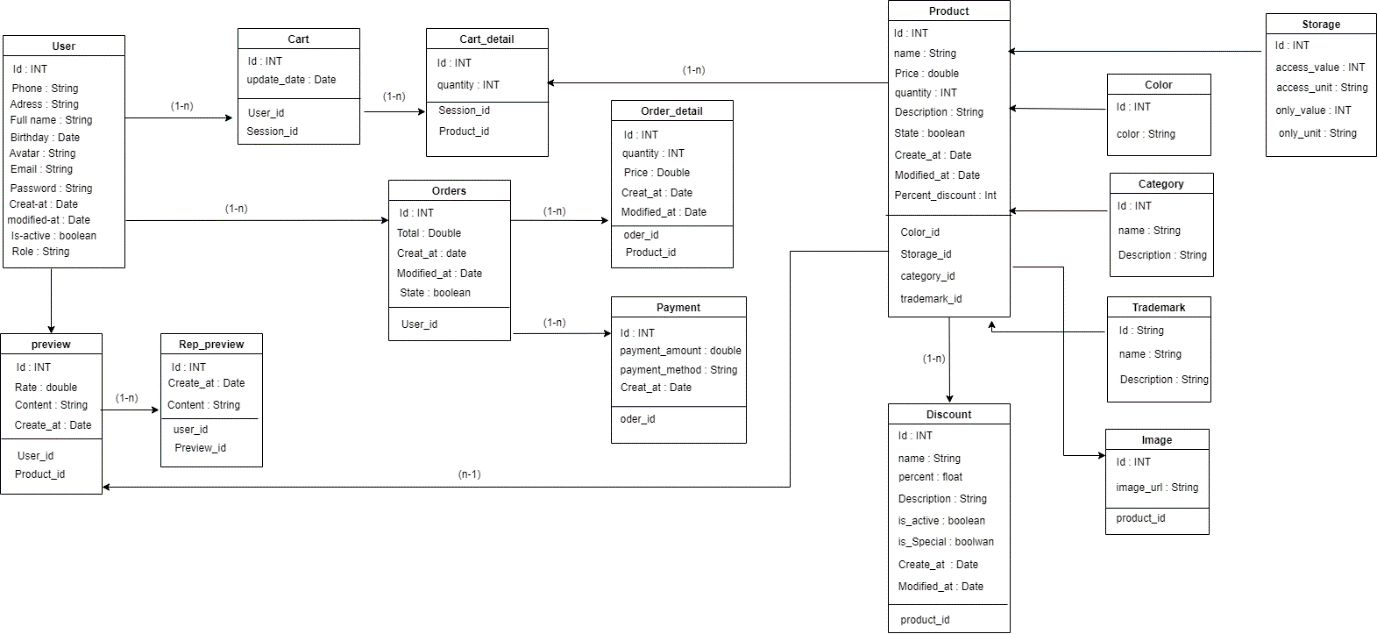 User
Id : INT
Phone : String
Adress : String
Full name : String
Birthday : Date
Avatar : String
Email : String
Password : String
Creat-at : Date
modified-at : Date
Is-active : boolean
Role : String
(1-n)
Cart
Id : INT
update_date : Date
User_id
Session_id
(1-n)
Cart_detail
Id : INT
quantity : INT
Session_id
Product_id
(1-n)
(1-n)
Orders
Id : INT
Total : Double
Creat_at : date
Modified_at : Date
State : boolean
User_id
(1-n)
Order_detail
Id : INT
quantity : INT
Price : Double
Creat_at : Date
Modified_at : Date
oder_id
Product_id
(1-n)
Payment
Id : INT
payment_amount : double
payment_method : String
Creat_at : Date
oder_id
preview
Id : INT
Rate : double
Content : String
Create_at : Date
User_id
Product_id
(1-n)
Rep_preview
Id : INT
Create_at : Date
Content : String
user_id
Preview_id
(n-1)
Product
Id : INT
name : String
Price : double
quantity : INT
Description : String
State : boolean
Create_at : Date
Modified_at : Date
Percent_discount : Int
Color_id
Storage_id
category_id
trademark_id
(1-n)
Discount
Id : INT
name : String
percent : float
Description : String
is_active : boolean
is_Special : boolwan
Create_at : Date
Modified_at : Date
product_id
Storage
Id : INT
access_value : INT
access_unit : String
only_value : INT
only_unit : String
Color
Id : INT
color : String
Category
Id : INT
name : String
Description : String
Trademark
Id : String
name : String
Description : String
Image
Id : INT
image_url : String
product_id